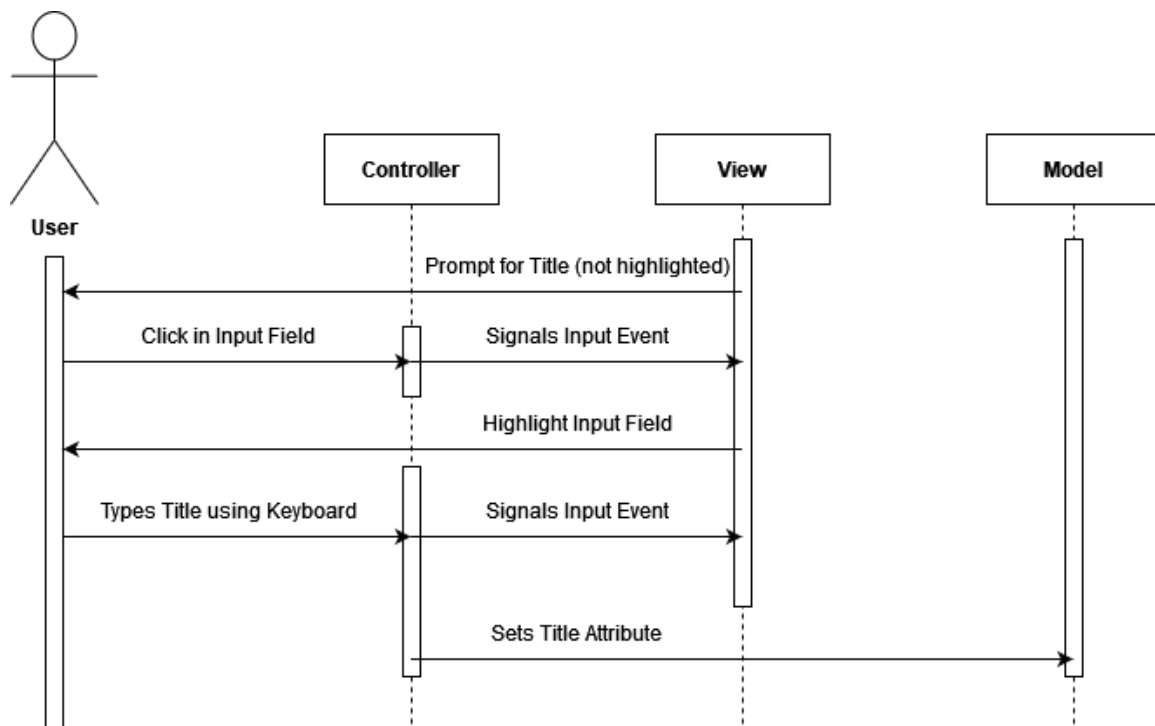 Controller
View
Model
User
Prompt for Title (not highlighted)
Click in Input Field
Signals Input Event
Highlight Input Field
Types Title using Keyboard
Signals Input Event
Sets Title Attribute